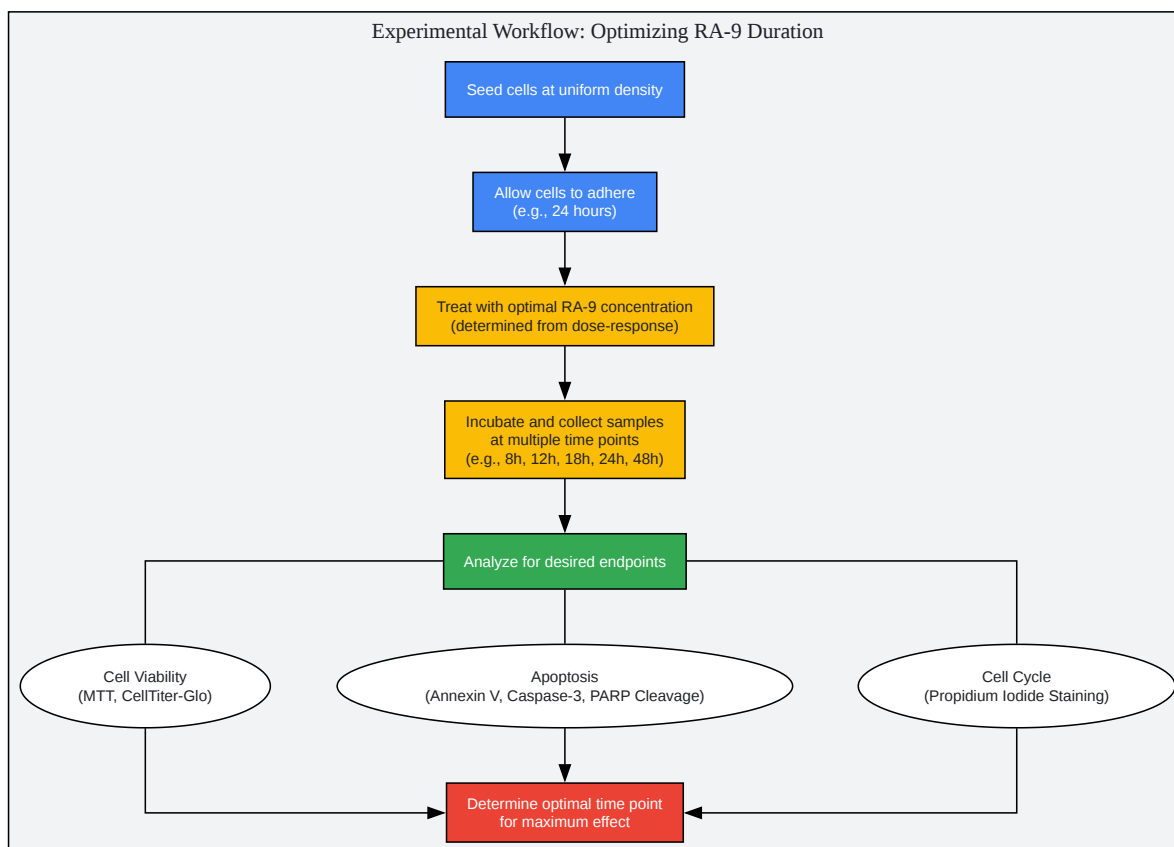 Experimental Workflow: Optimizing RA-9 Duration
Seed cells at uniform density
Allow cells to adhere
(e.g., 24 hours)
Treat with optimal RA-9 concentration
(determined from dose-response)
Incubate and collect samples
at multiple time points
(e.g., 8h, 12h, 18h, 24h, 48h)
Analyze for desired endpoints
Cell Viability
(MTT, CellTiter-Glo)
Apoptosis
(Annexin V, Caspase-3, PARP Cleavage)
Cell Cycle
(Propidium Iodide Staining)
Determine optimal time point
for maximum effect